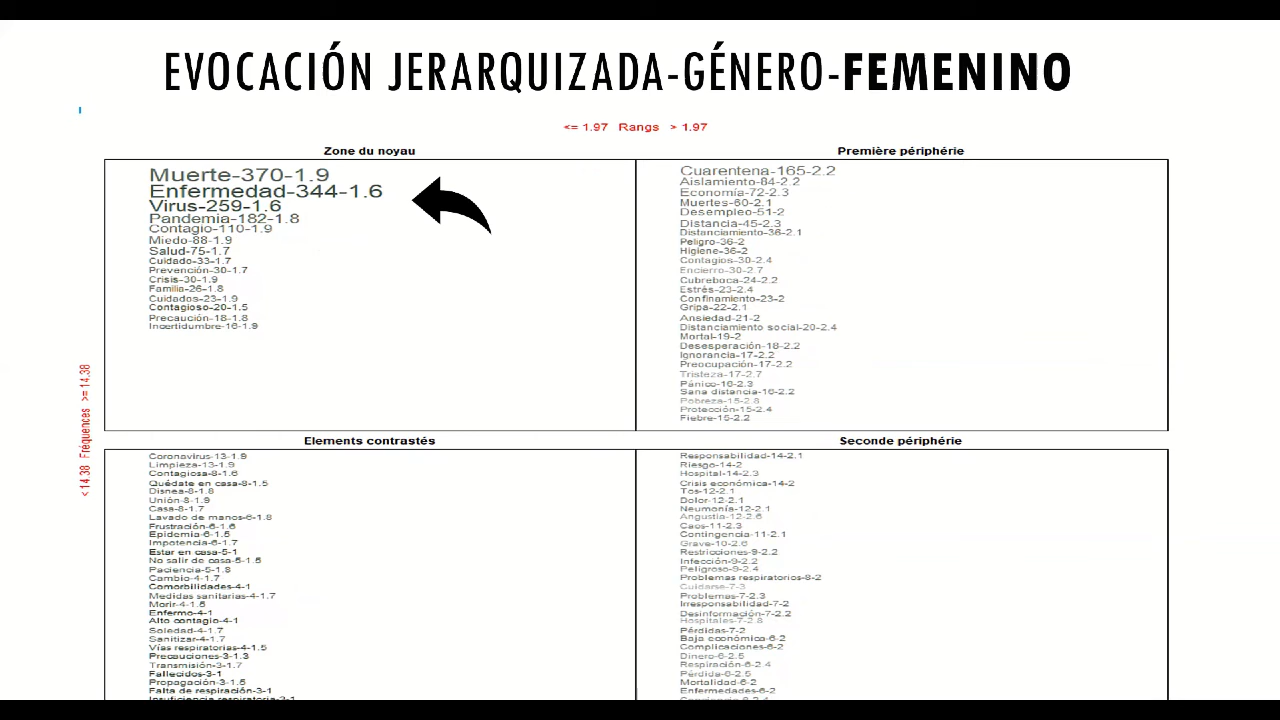 EVOCACIÓN JERARQUIZADA-GÉNERO-FEMENINO
<= 1.97 Rangs > 1.97
Zone du noyau
Muerte-370-1.9
Enfermedad-344-1.6
Virus-259-1.6
Pandemia-182-1.8
Contagio-110-1.9
Miedo-88-1.9
Salud-75-1.7
Cuidado-33-1.7
Prevención-30-1.7
Crisis-30-1.9
Familia-26-1.8
Cuidados-23-1.9
Contagioso-20-1.5
Precaución-18-1.8
Incertidumbre-16-1.9
Première périphérie
Cuarentena-165-2.2
Aislamiento-84-2.2
Economía-72-2.3
Muertes-60-2.1
Desempleo-51-2
Distancia-45-2.3
Distanciamiento-36-2.1
Peligro-36-2
Higiene-36-2
Contagios-30-2.4
Encierro-30-2.7
Cubreboca-24-2.2
Estrés-23-2.4
Confinamiento-23-2
Gripa-22-2.1
Ansiedad-21-2
Distanciamiento social-20-2.4
Mortal-19-2
Desesperación-18-2.2
Ignorancia-17-2.2
Preocupación-17-2.2
Tristeza-17-2.7
Pánico-16-2.3
Sana distancia-16-2.2
Pobreza-15-2.8
Protección-15-2.4
Fiebre-15-2.2
< 14.38 Fréquences >= 14.38
Elements contrastés
Coronavirus-13-1.9
Limpieza-13-1.9
Contagiosa-8-1.6
Quédate en casa-8-1.5
Disnea-8-1.8
Unión-8-1.9
Casa-8-1.7
Lavado de manos-6-1.8
Frustración-6-1.6
Epidemia-6-1.5
Impotencia-6-1.7
Estar en casa-5-1
No salir de casa-5-1.5
Paciencia-5-1.8
Cambio-4-1.7
Comorbilidades-4-1
Medidas sanitarias-4-1.7
Morir-4-1.5
Enfermo-4-1
Alto contagio-4-1
Soledad-4-1.7
Sanitizar-4-1.7
Vías respiratorias-4-1.5
Precauciones-3-1.3
Transmisión-3-1.7
Fallecidos-3-1
Propagación-3-1.5
Falta de respiración-3-1
Insuficiencia respiratoria-3-1
Seconde périphérie
Responsabilidad-14-2.1
Riesgo-14-2
Hospital-14-2.3
Crisis económica-14-2
Tos-12-2.1
Dolor-12-2.1
Neumonía-12-2.1
Angustia-12-2.6
Caos-11-2.3
Contingencia-11-2.1
Grave-10-2.6
Restricciones-9-2.2
Infección-9-2.2
Peligroso-9-2.4
Problemas respiratorios-8-2
Cuidarse-7-3
Problemas-7-2.3
Irresponsabilidad-7-2
Desinformación-7-2.2
Hospitales-7-2.8
Pérdidas-7-2
Baja económica-6-2
Complicaciones-6-2
Dinero-6-2.5
Respiración-6-2.4
Pérdida-6-2.5
Mortalidad-6-2
Enfermedades-6-2